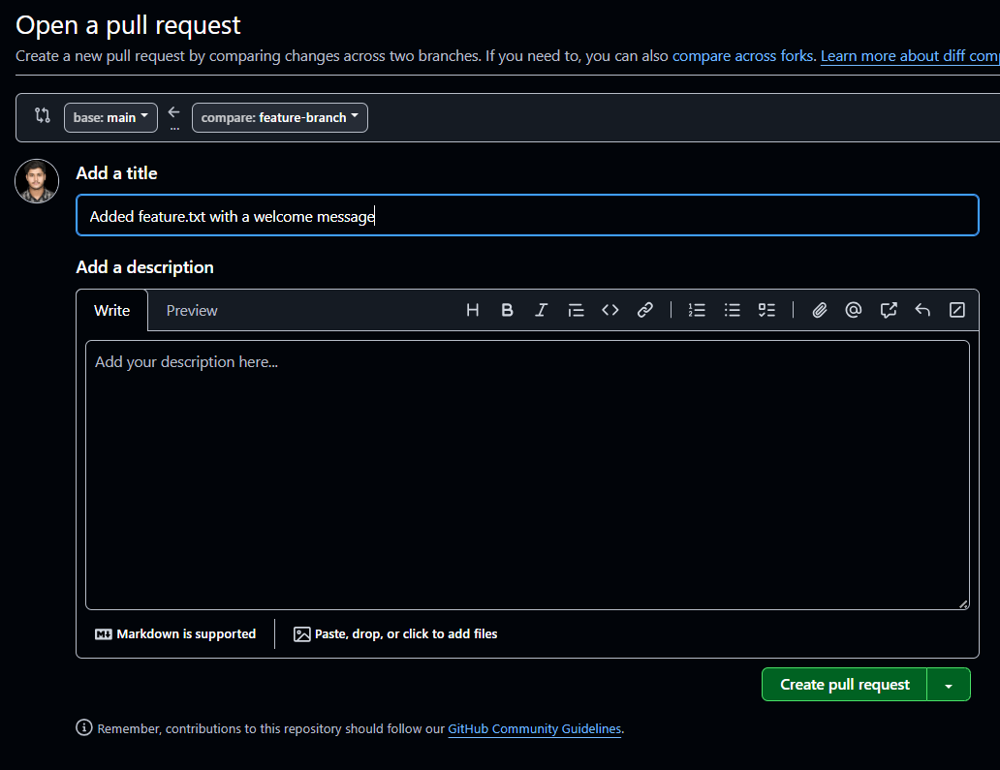 Open a pull request
Create a new pull request by comparing changes across two branches. If you need to, you can also compare across forks. Learn more about diff com
base: main
...
compare: feature-branch
Add a title
Added feature.txt with a welcome message
Add a description
Write Preview H B I
Add your description here...
Markdown is supported
Paste, drop, or click to add files
Create pull request
Remember, contributions to this repository should follow our GitHub Community Guidelines.